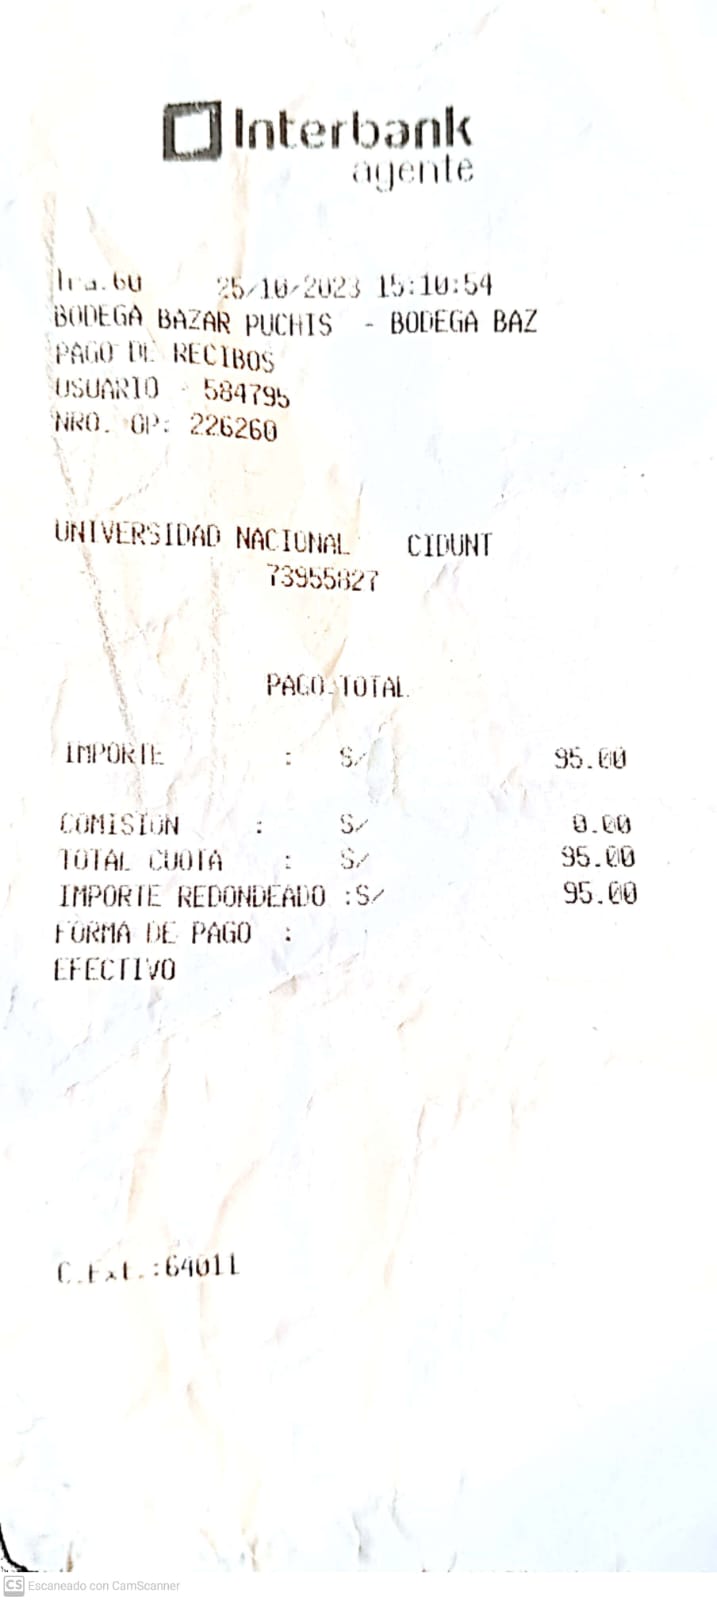 Interbank
agente
25/10/2023 15:10:54
BODEGA BAZAR PUCHIS - BODEGA BAZ
PAGO DE RECIBOS
USUARIO - 584795
NRO. OP: 226260
UNIVERSIDAD NACIONAL CIDUNT
73955827
PAGO TOTAL
IMPORTE : S/ 95.00
COMISION : S/ 0.00
TOTAL CUOTA : S/ 95.00
IMPORTE REDONDEADO :S/ 95.00
FORMA DE PAGO :
EFECTIVO
C.Ext.:64011
CS Escaneado con CamScanner